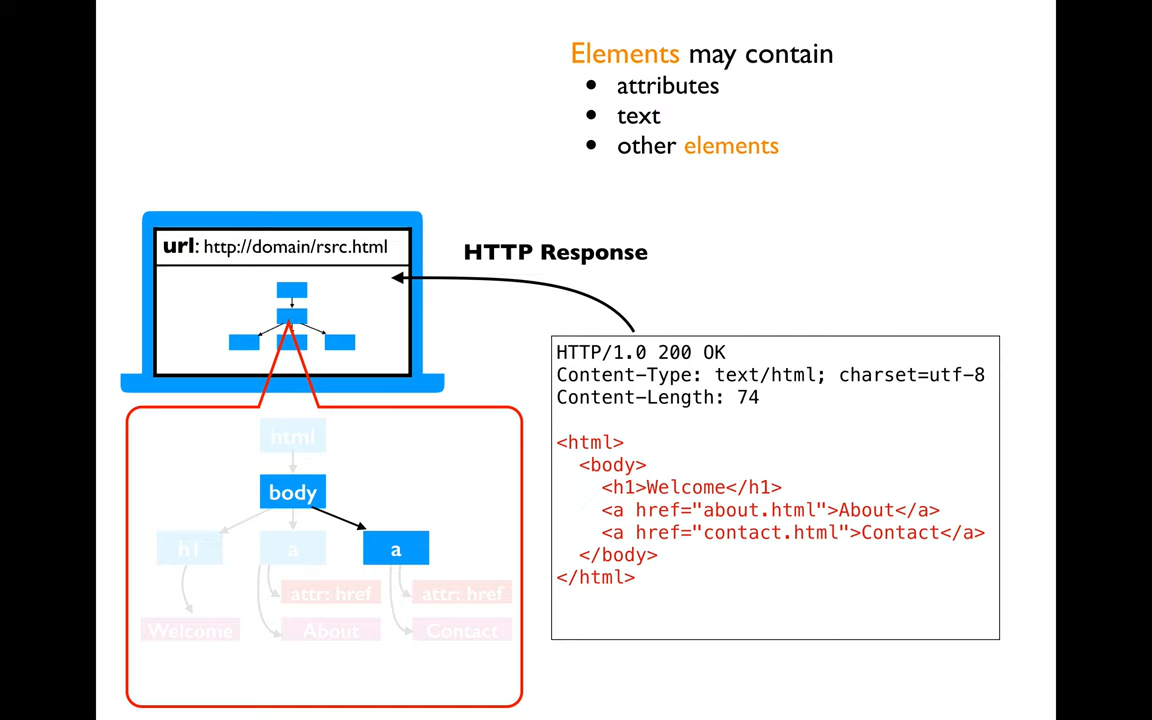 Elements may contain
• attributes
• text
• other elements
url: http://domain/rsrc.html
HTTP Response
HTTP/1.0 200 OK
Content-Type: text/html; charset=utf-8
Content-Length: 74
<html>
<body>
<h1>Welcome</h1>
<a href="about.html">About</a>
<a href="contact.html">Contact</a>
</body>
</html>
html
body
h1
a
a
attr: href
attr: href
Welcome
About
Contact